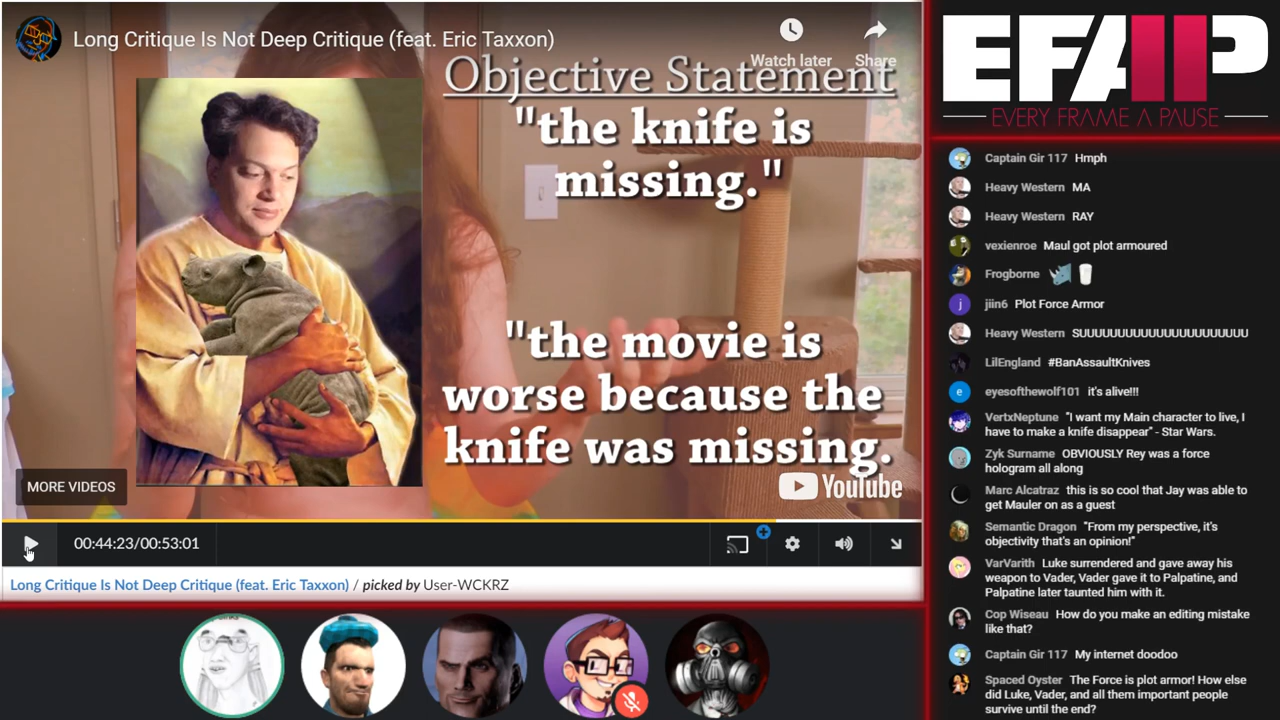 Long Critique Is Not Deep Critique (feat. Eric Taxxon)
Watch later
Share
Objective Statement
"the knife is
missing."
"the movie is
worse because the
knife was missing.
MORE VIDEOS
YouTube
00:44:23/00:53:01
Long Critique Is Not Deep Critique (feat. Eric Taxxon) / picked by User-WCKRZ
EFAP
EVERY FRAME A PAUSE
Captain Gir 117 Hmph
Heavy Western MA
Heavy Western RAY
vexienroe Maul got plot armoured
Frogborne
j
jiin6 Plot Force Armor
Heavy Western SUUUUUUUUUUUUUUUUUUUUUU
LilEngland #BanAssaultKnives
e
eyesofthewolf101 it's alive!!!
VertxNeptune "I want my Main character to live, I
have to make a knife disappear" - Star Wars.
Zyk Surname OBVIOUSLY Rey was a force
hologram all along
Marc Alcatraz this is so cool that Jay was able to
get Mauler on as a guest
Semantic Dragon "From my perspective, it's
objectivity that's an opinion!"
VarVarith Luke surrendered and gave away his
weapon to Vader, Vader gave it to Palpatine, and
Palpatine later taunted him with it.
Cop Wiseau How do you make an editing mistake
like that?
Captain Gir 117 My internet doodoo
Spaced Oyster The Force is plot armor! How else
did Luke, Vader, and all them important people
survive until the end?